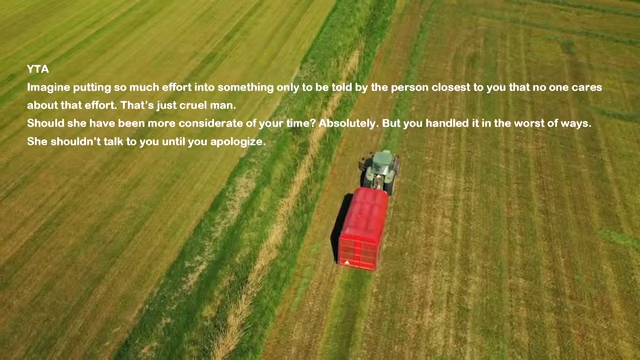 YTA
Imagine putting so much effort into something only to be told by the person closest to you that no one cares
about that effort. That's just cruel man.
Should she have been more considerate of your time? Absolutely. But you handled it in the worst of ways.
She shouldn't talk to you until you apologize.